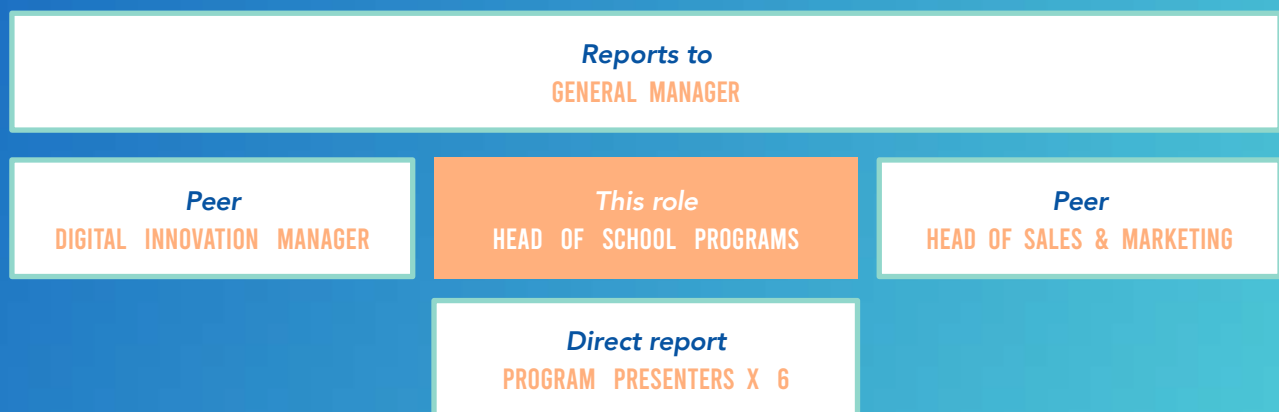 Reports to
GENERAL MANAGER
Peer
DIGITAL INNOVATION MANAGER
This role
HEAD OF SCHOOL PROGRAMS
Peer
HEAD OF SALES & MARKETING
Direct report
PROGRAM PRESENTERS X 6